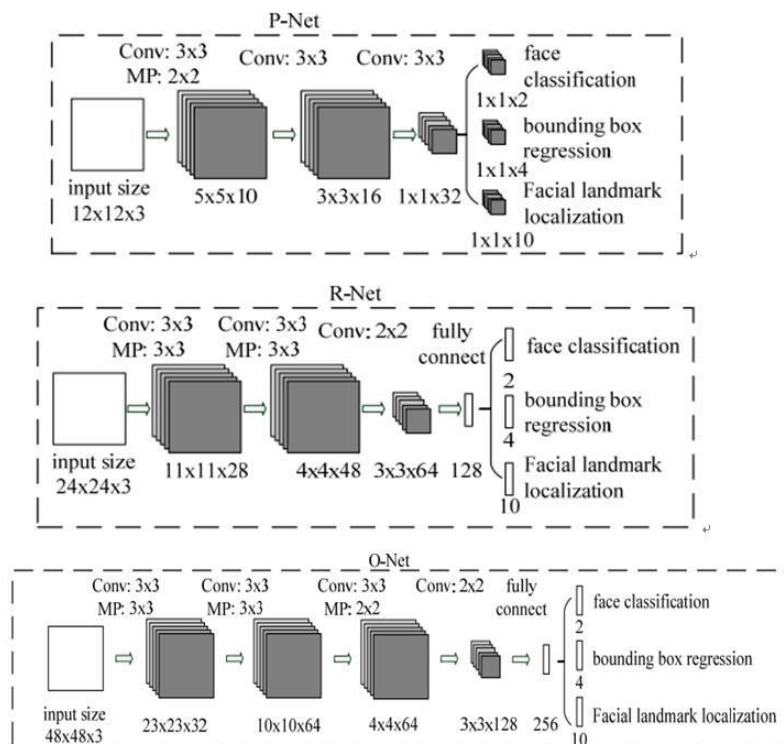 P-Net
Conv: 3x3 Conv: 3x3 Conv: 3x3 face
MP: 2x2 classification
1x1x2
bounding box
regression
1x1x4
input size 5x5x10 3x3x16 1x1x32 Facial landmark
12x12x3 localization
1x1x10
R-Net
Conv: 3x3 Conv: 3x3 Conv: 2x2 fully
MP: 3x3 MP: 3x3 connect face classification
2
bounding box
regression
4
input size 11x11x28 4x4x48 3x3x64 128 Facial landmark
24x24x3 localization
10
O-Net
Conv: 3x3 Conv: 3x3 Conv: 3x3 Conv: 2x2 fully
MP: 3x3 MP: 3x3 MP: 2x2 connect face classification
2
bounding box regression
4
input size 23x23x32 10x10x64 4x4x64 3x3x128 256 Facial landmark localization
48x48x3 10